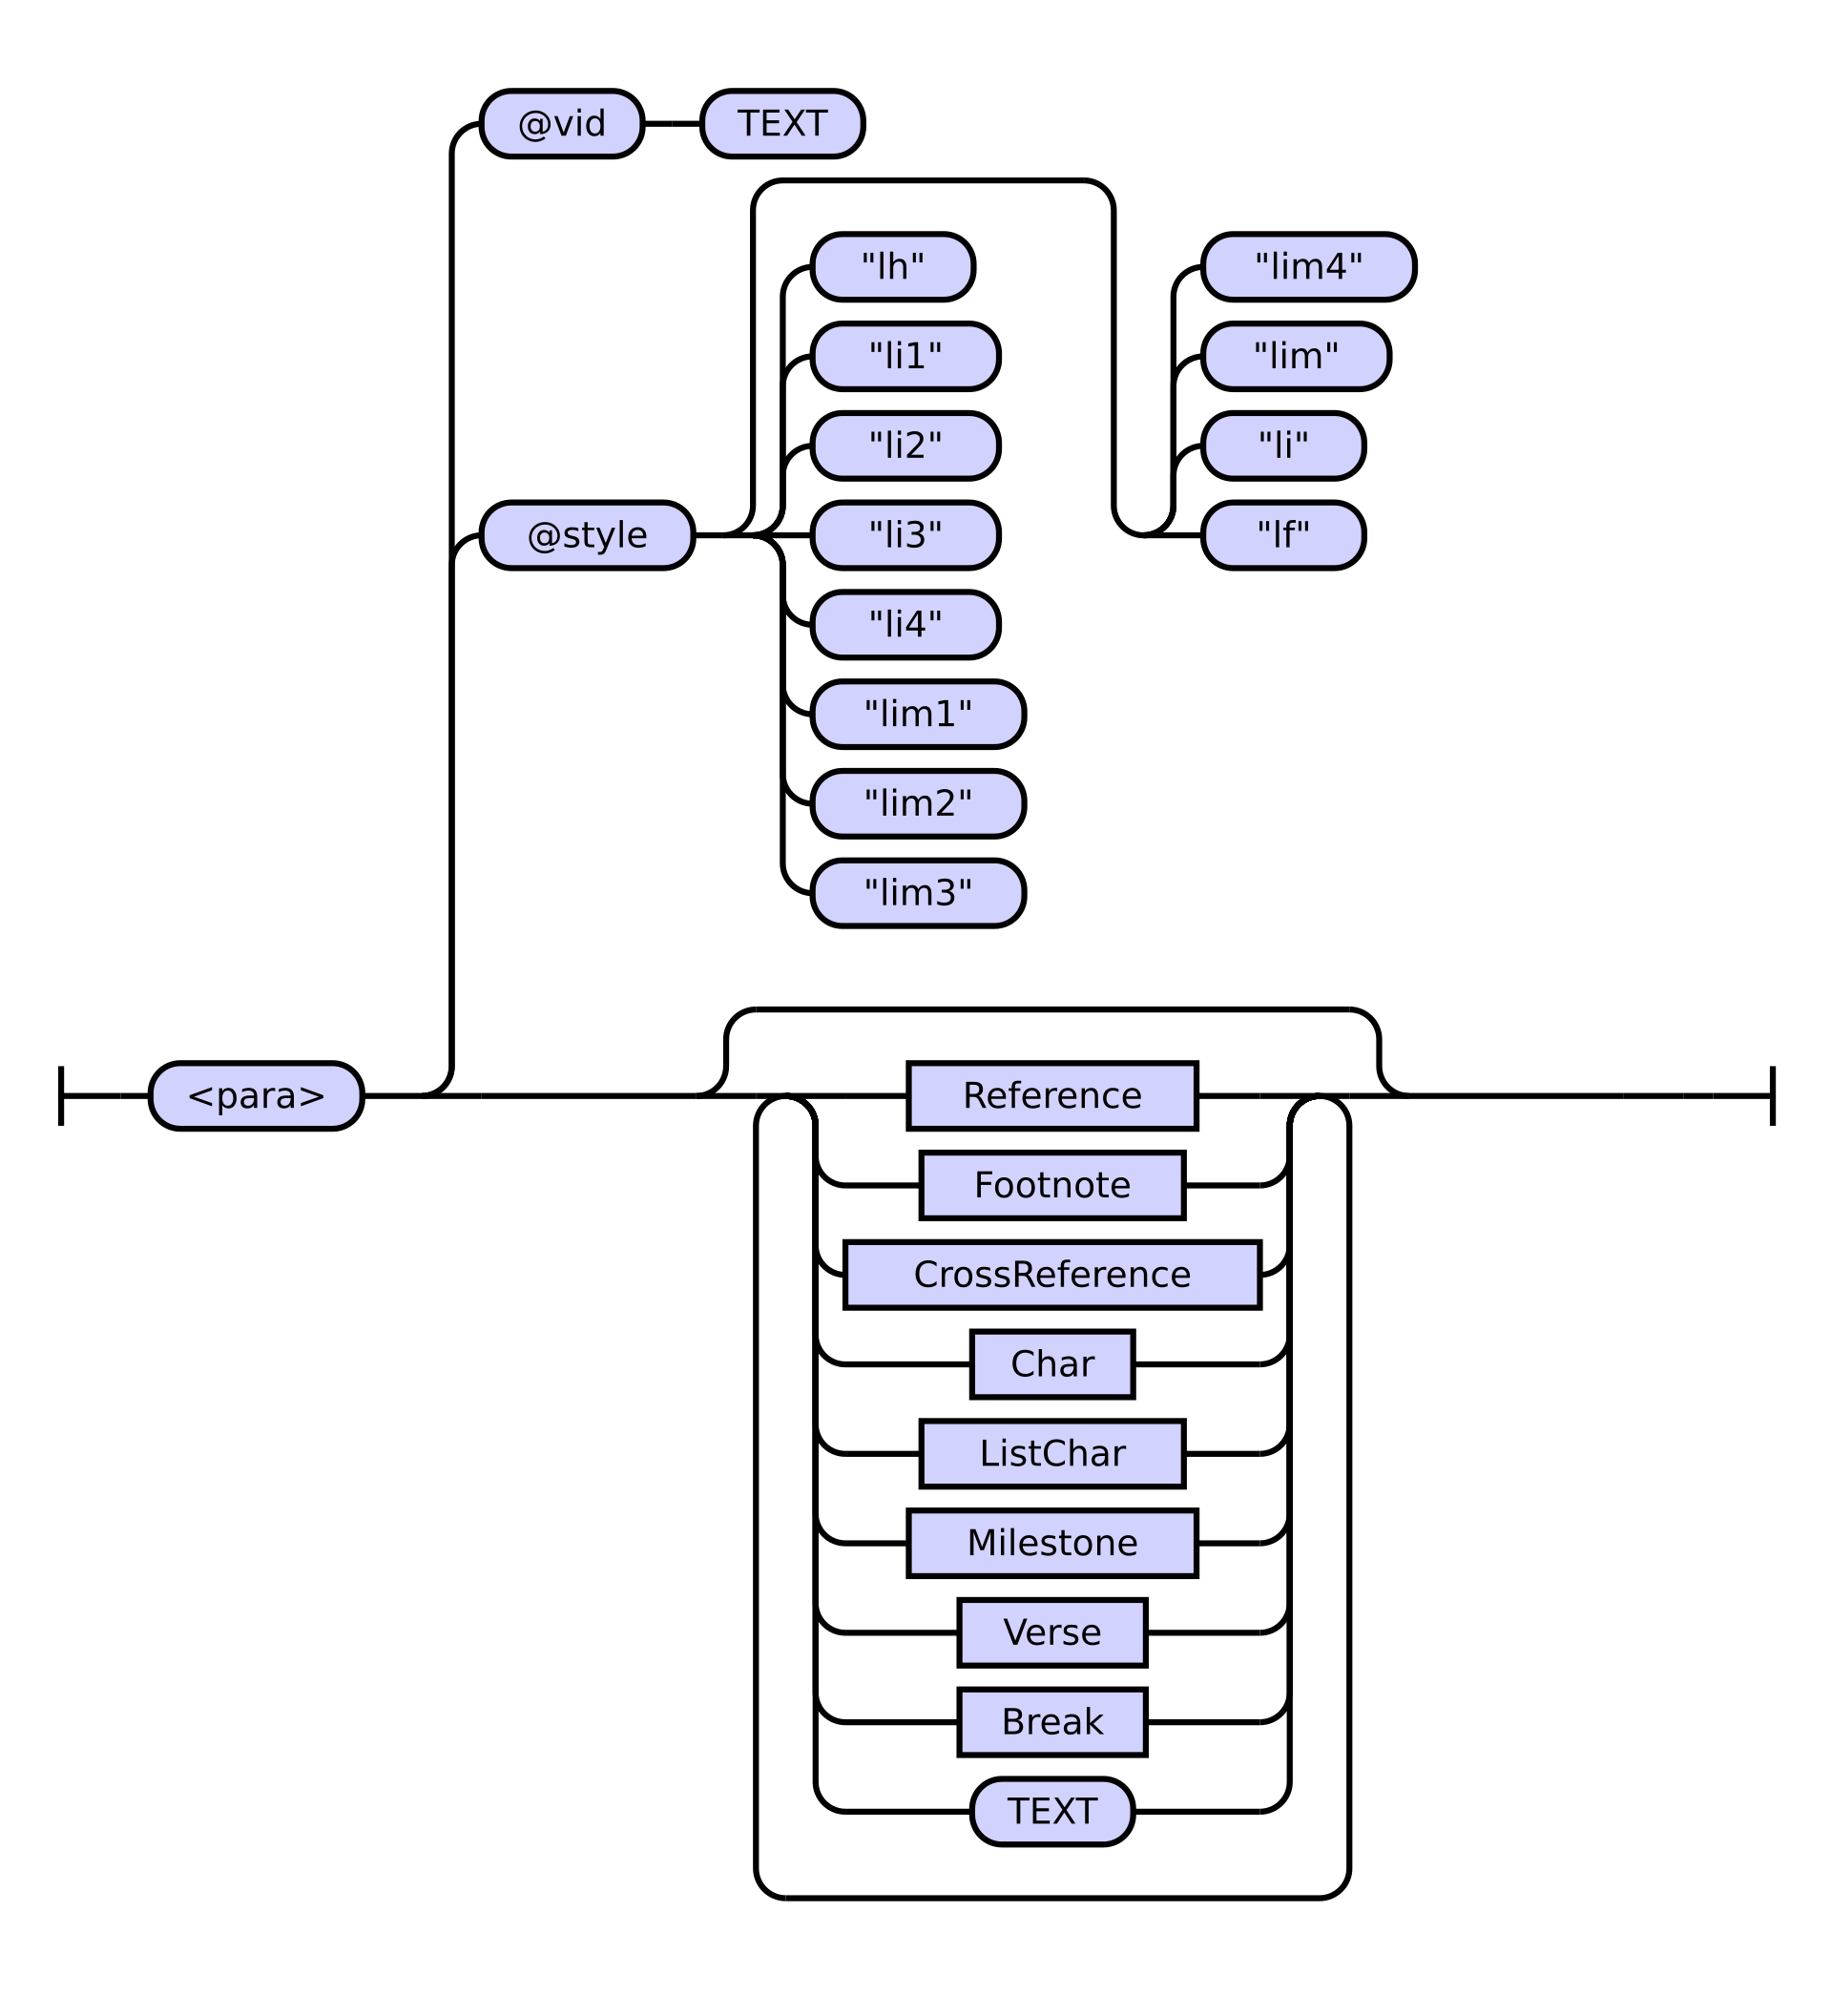 @vid
TEXT
"lh"
"li1"
"li2"
@style
"li3"
"li4"
"lim1"
"lim2"
"lim3"
"lim4"
"lim"
"li"
"lf"
<para>
Reference
Footnote
CrossReference
Char
ListChar
Milestone
Verse
Break
TEXT